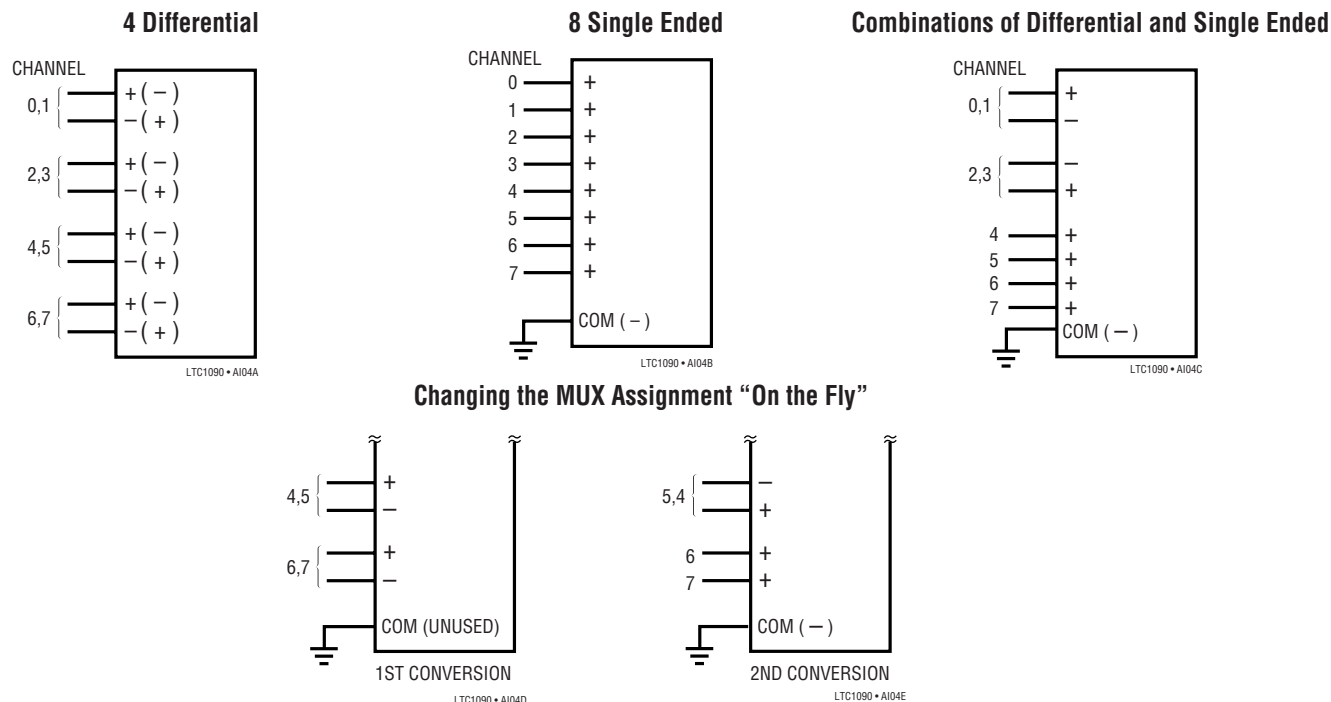 4 Differential
CHANNEL
0,1
+ ( − )
− ( + )
2,3
+ ( − )
− ( + )
4,5
+ ( − )
− ( + )
6,7
+ ( − )
− ( + )
LTC1090 • AI04A
8 Single Ended
CHANNEL
0 +
1 +
2 +
3 +
4 +
5 +
6 +
7 +
COM ( − )
LTC1090 • AI04B
Combinations of Differential and Single Ended
CHANNEL
0,1
+
−
2,3
−
+
4 +
5 +
6 +
7 +
COM ( − )
LTC1090 • AI04C
Changing the MUX Assignment “On the Fly”
4,5
+
−
6,7
+
−
COM (UNUSED)
1ST CONVERSION
LTC1090 • AI04D
5,4
−
+
6 +
7 +
COM ( − )
2ND CONVERSION
LTC1090 • AI04E